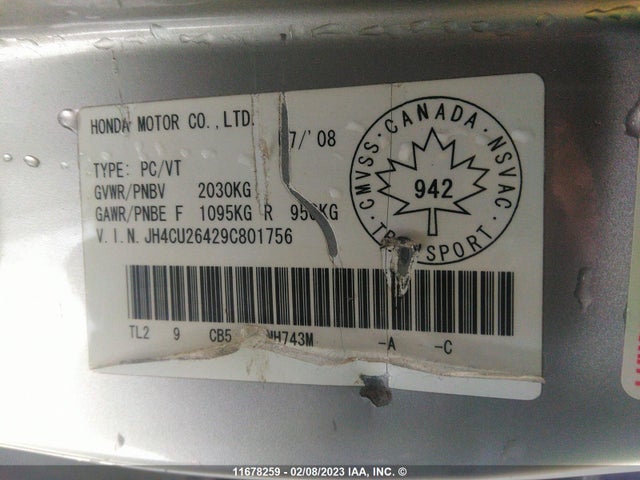 HONDA MOTOR CO.,LTD.
7/'08
TYPE: PC/VT
GVWR/PNBV 2030KG
GAWR/PNBE F 1095KG R 95 KG
V.I.N. JH4CU26429C801756
CMVSS · CANADA · NSVAC
942
TRANSPORT
TL2 9 CB5 NH743M -A -C
11678259 - 02/08/2023 IAA, INC. ©